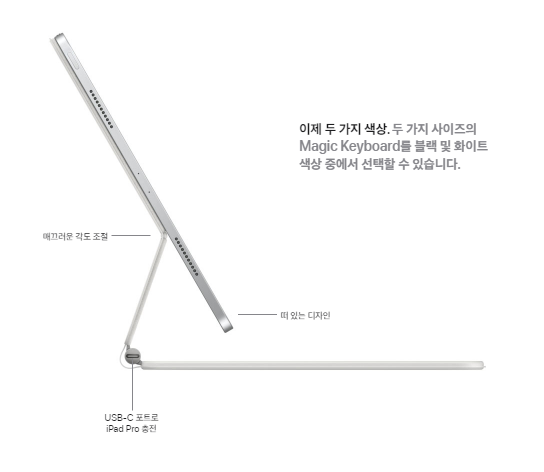 이제 두 가지 색상. 두 가지 사이즈의
Magic Keyboard를 블랙 및 화이트
색상 중에서 선택할 수 있습니다.
매끄러운 각도 조절
떠 있는 디자인
USB-C 포트로
iPad Pro 충전